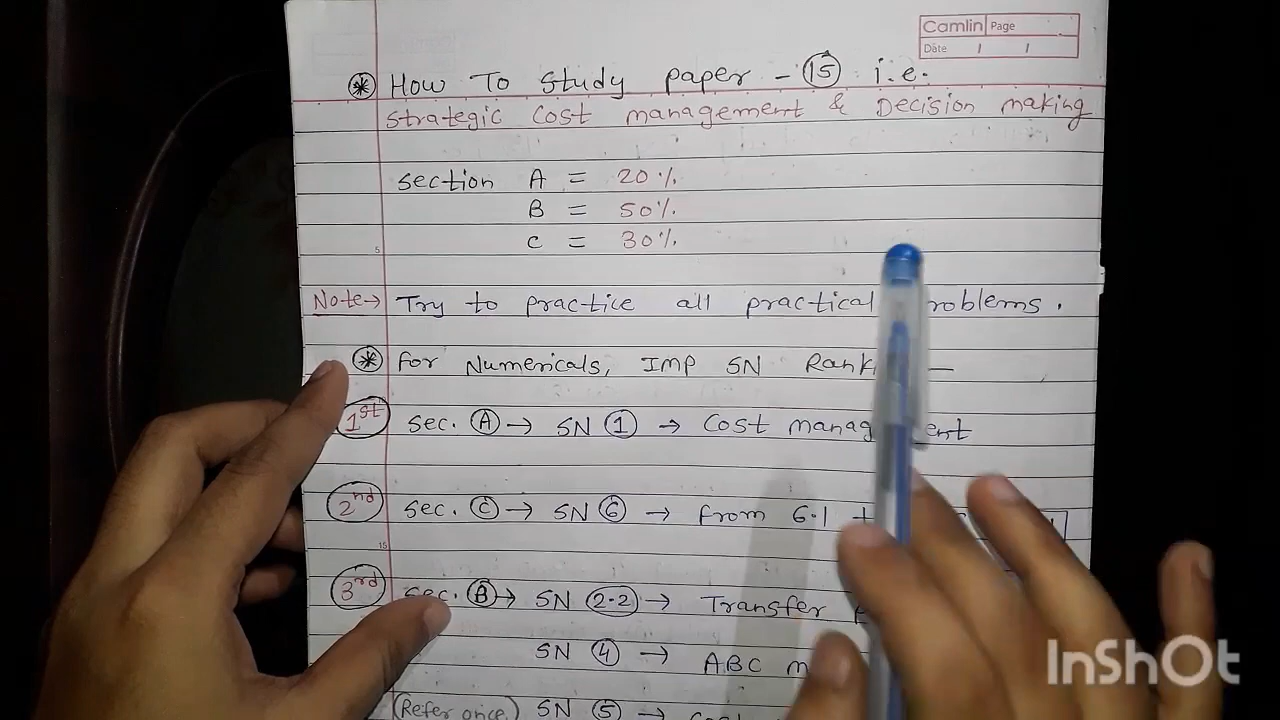 Camlin Page
Date / /
* How To Study paper - 15 i.e.
strategic cost management & Decision making
section A = 20%
B = 50%
5
C = 30%
Note→ Try to practice all practical
* For Numericals, IMP SN —
1st sec. A → SN 1 → Cost
2nd sec. C → SN 6 → From 6.1
15
3rd sec. B → SN 2.2 → Transfer
SN 4 → ABC
(Refer once) SN 5 →
InShOt